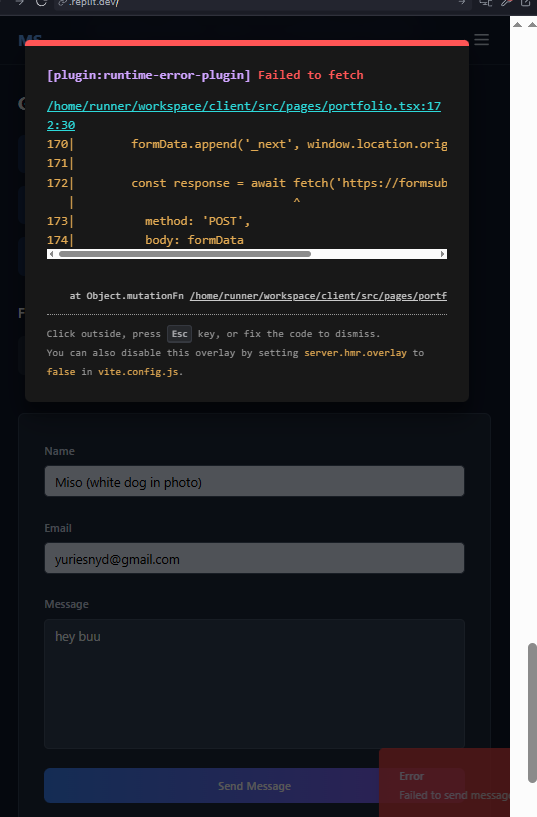 .replit.dev/
MS
[plugin:runtime-error-plugin] Failed to fetch
/home/runner/workspace/client/src/pages/portfolio.tsx:17
2:30
170| formData.append('_next', window.location.orig
171|
172| const response = await fetch('https://formsub
| ^
173| method: 'POST',
174| body: formData
at Object.mutationFn /home/runner/workspace/client/src/pages/portf
Click outside, press Esc key, or fix the code to dismiss.
You can also disable this overlay by setting server.hmr.overlay to
false in vite.config.js.
Name
Miso (white dog in photo)
Email
yuriesnyd@gmail.com
Message
hey buu
Send Message
Error
Failed to send message